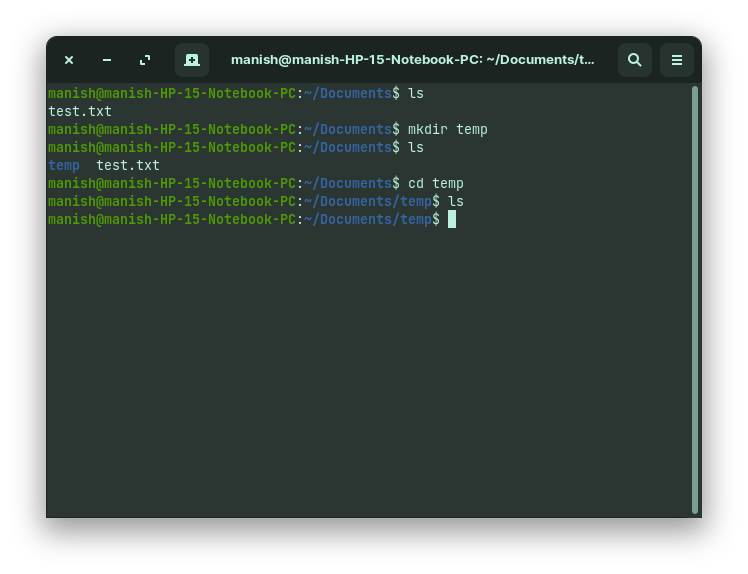 manish@manish-HP-15-Notebook-PC: ~/Documents/t...
manish@manish-HP-15-Notebook-PC:~/Documents$ ls
test.txt
manish@manish-HP-15-Notebook-PC:~/Documents$ mkdir temp
manish@manish-HP-15-Notebook-PC:~/Documents$ ls
temp  test.txt
manish@manish-HP-15-Notebook-PC:~/Documents$ cd temp
manish@manish-HP-15-Notebook-PC:~/Documents/temp$ ls
manish@manish-HP-15-Notebook-PC:~/Documents/temp$